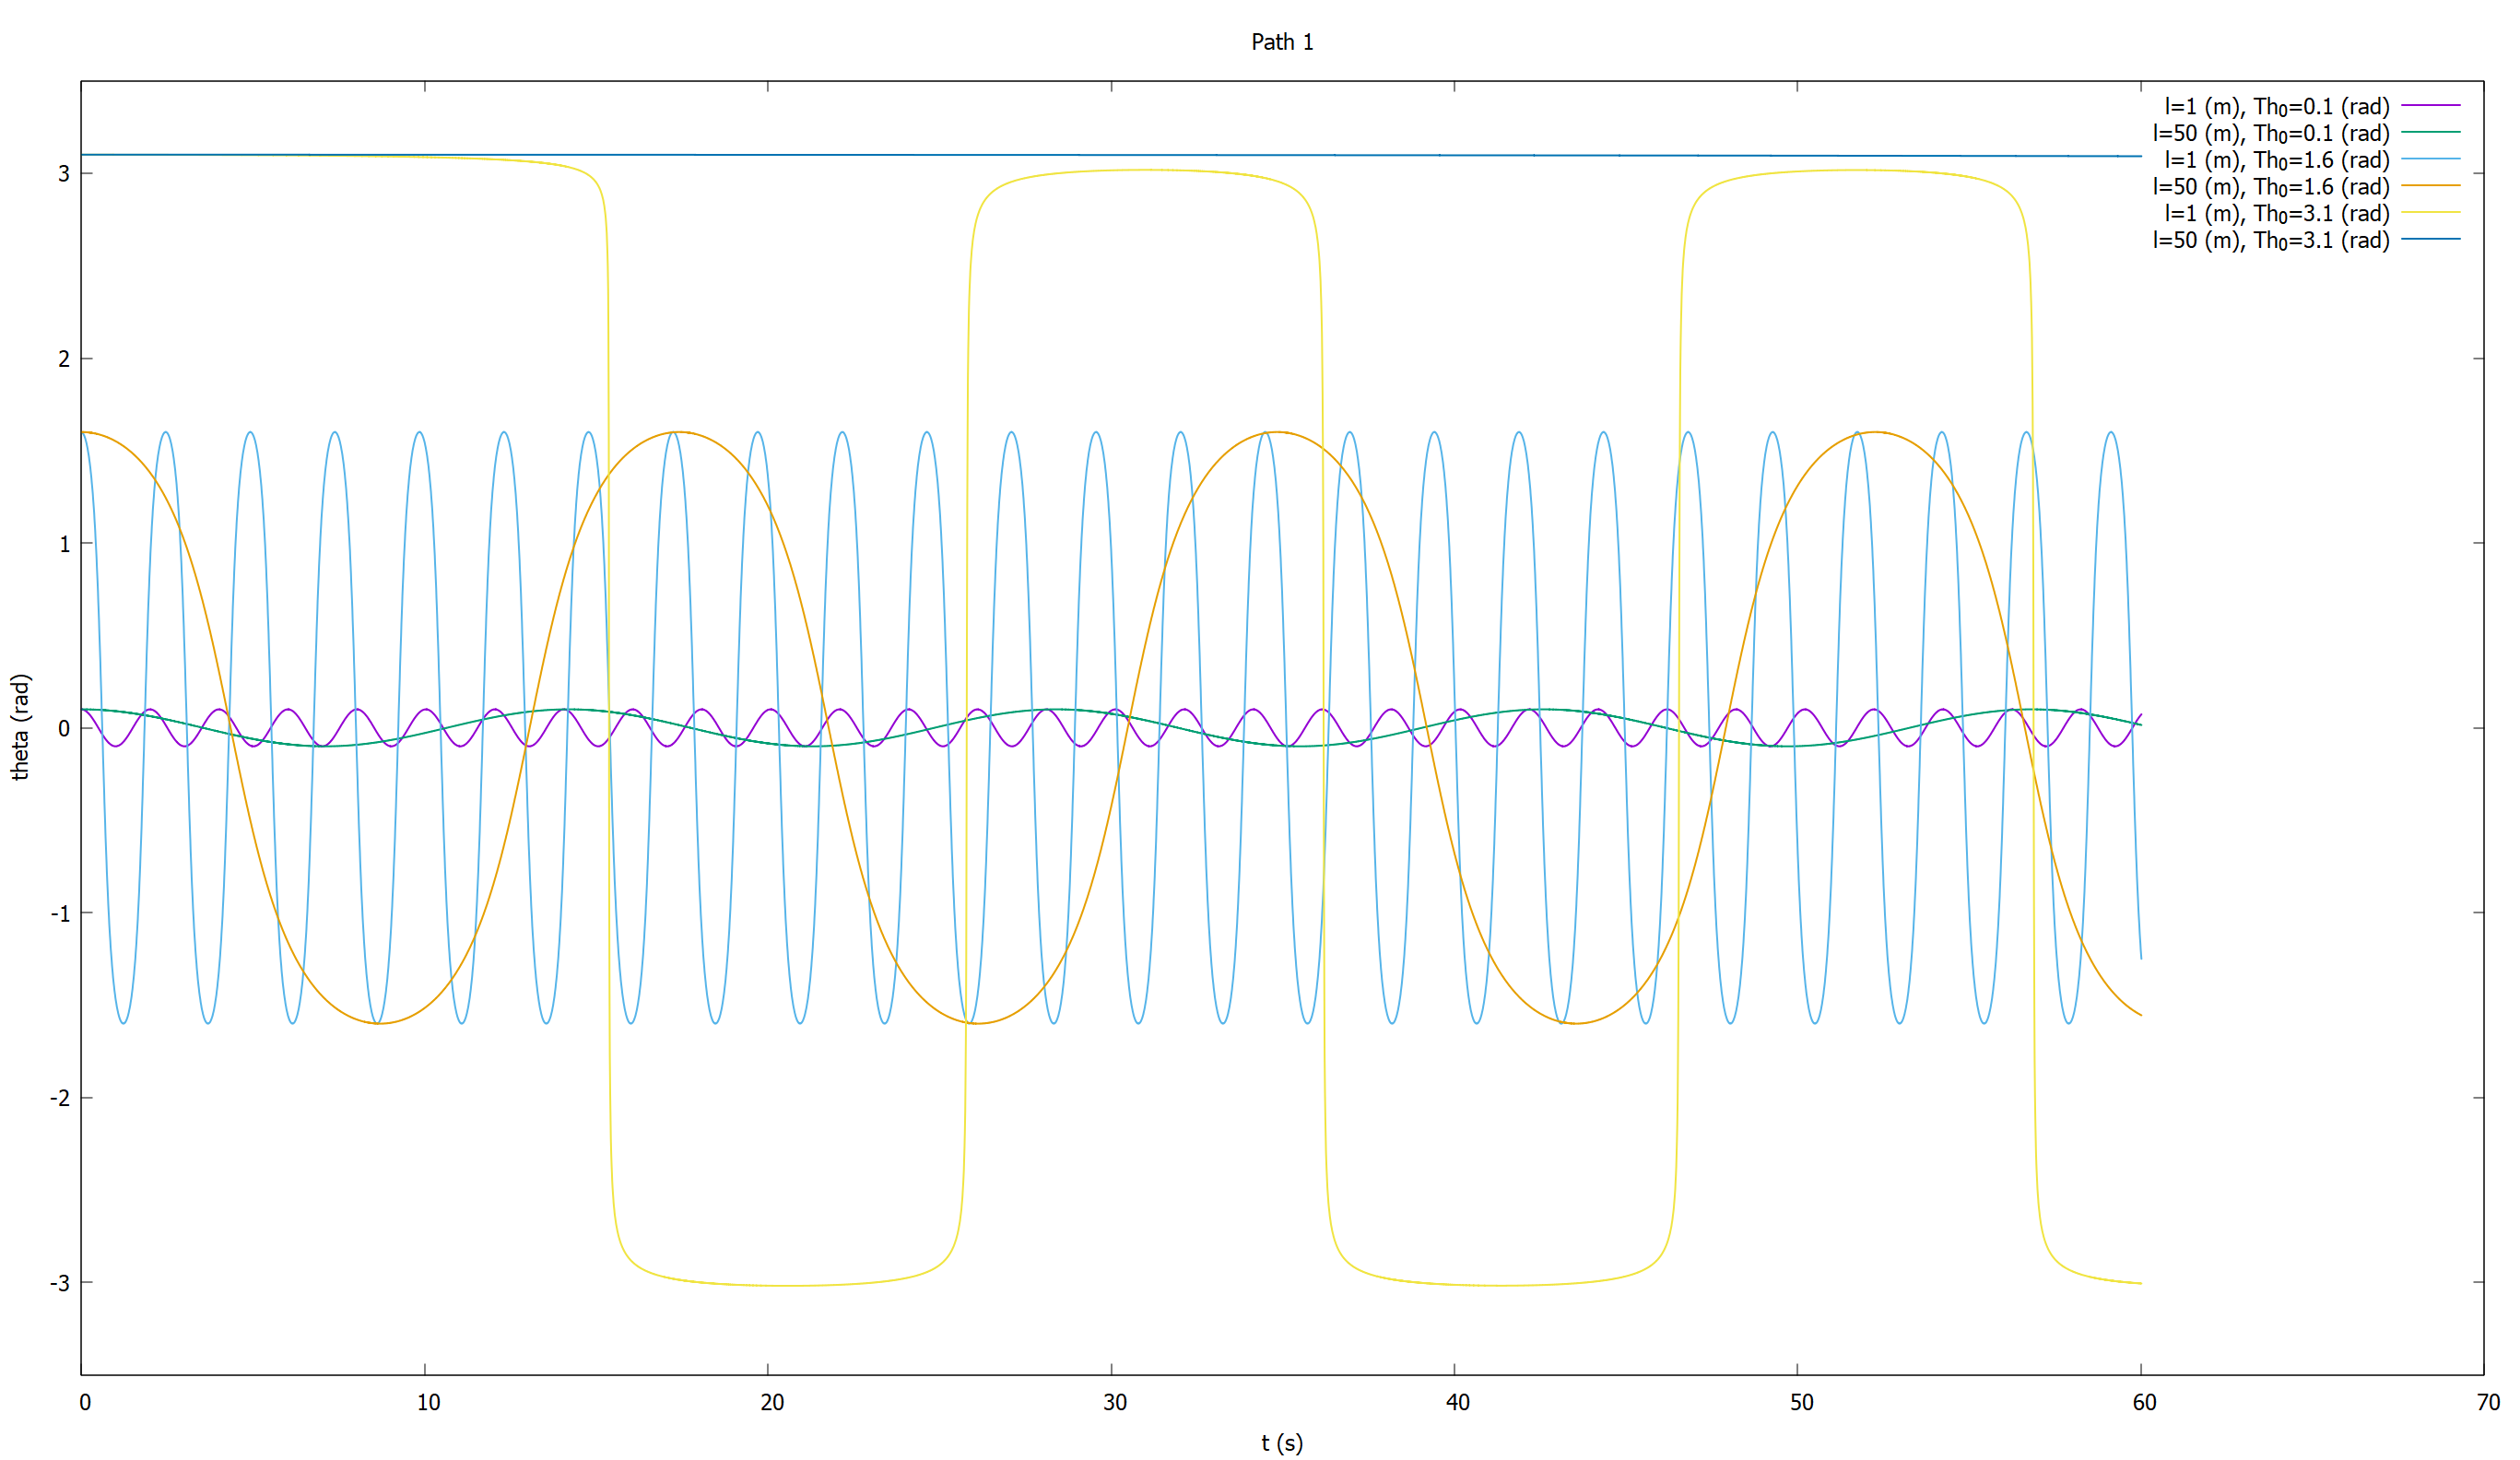 Path 1
l=1 (m), Th₀=0.1 (rad)
l=50 (m), Th₀=0.1 (rad)
l=1 (m), Th₀=1.6 (rad)
l=50 (m), Th₀=1.6 (rad)
l=1 (m), Th₀=3.1 (rad)
l=50 (m), Th₀=3.1 (rad)
3
2
1
0
-1
-2
-3
theta (rad)
0 10 20 30 40 50 60 70
t (s)